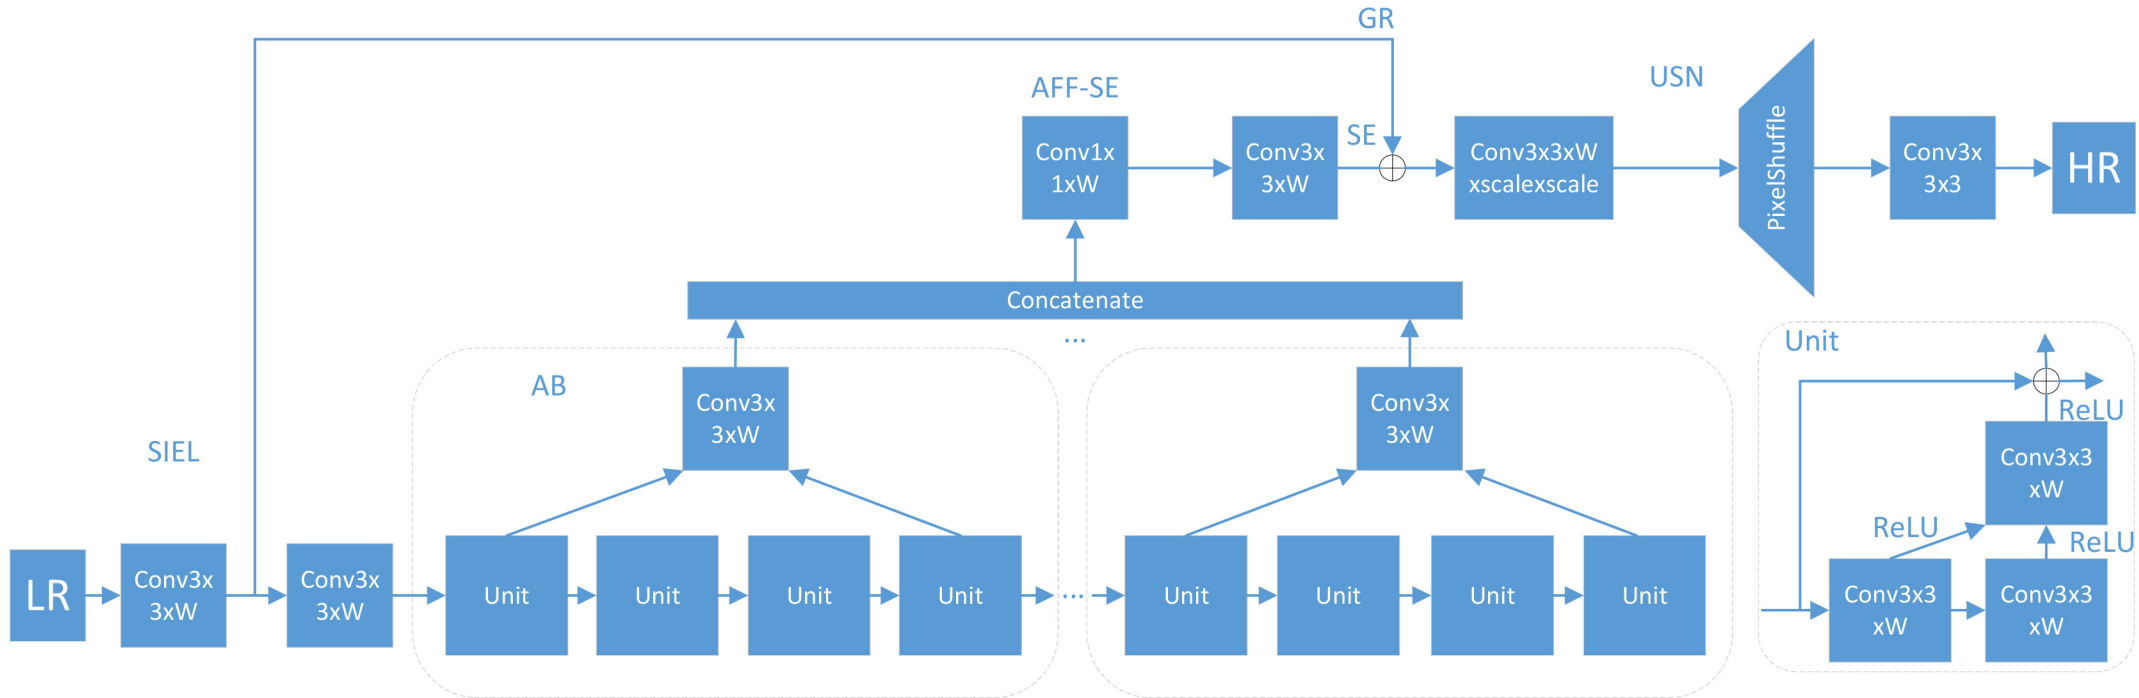 GR
AFF-SE
USN
Conv1x
1xW
Conv3x
3xW
SE
Conv3x3xW
xscalexscale
PixelShuffle
Conv3x
3x3
HR
Concatenate
...
AB
Conv3x
3xW
Conv3x
3xW
SIEL
LR
Conv3x
3xW
Conv3x
3xW
Unit
Unit
Unit
Unit
...
Unit
Unit
Unit
Unit
Unit
ReLU
Conv3x3
xW
ReLU
ReLU
Conv3x3
xW
Conv3x3
xW